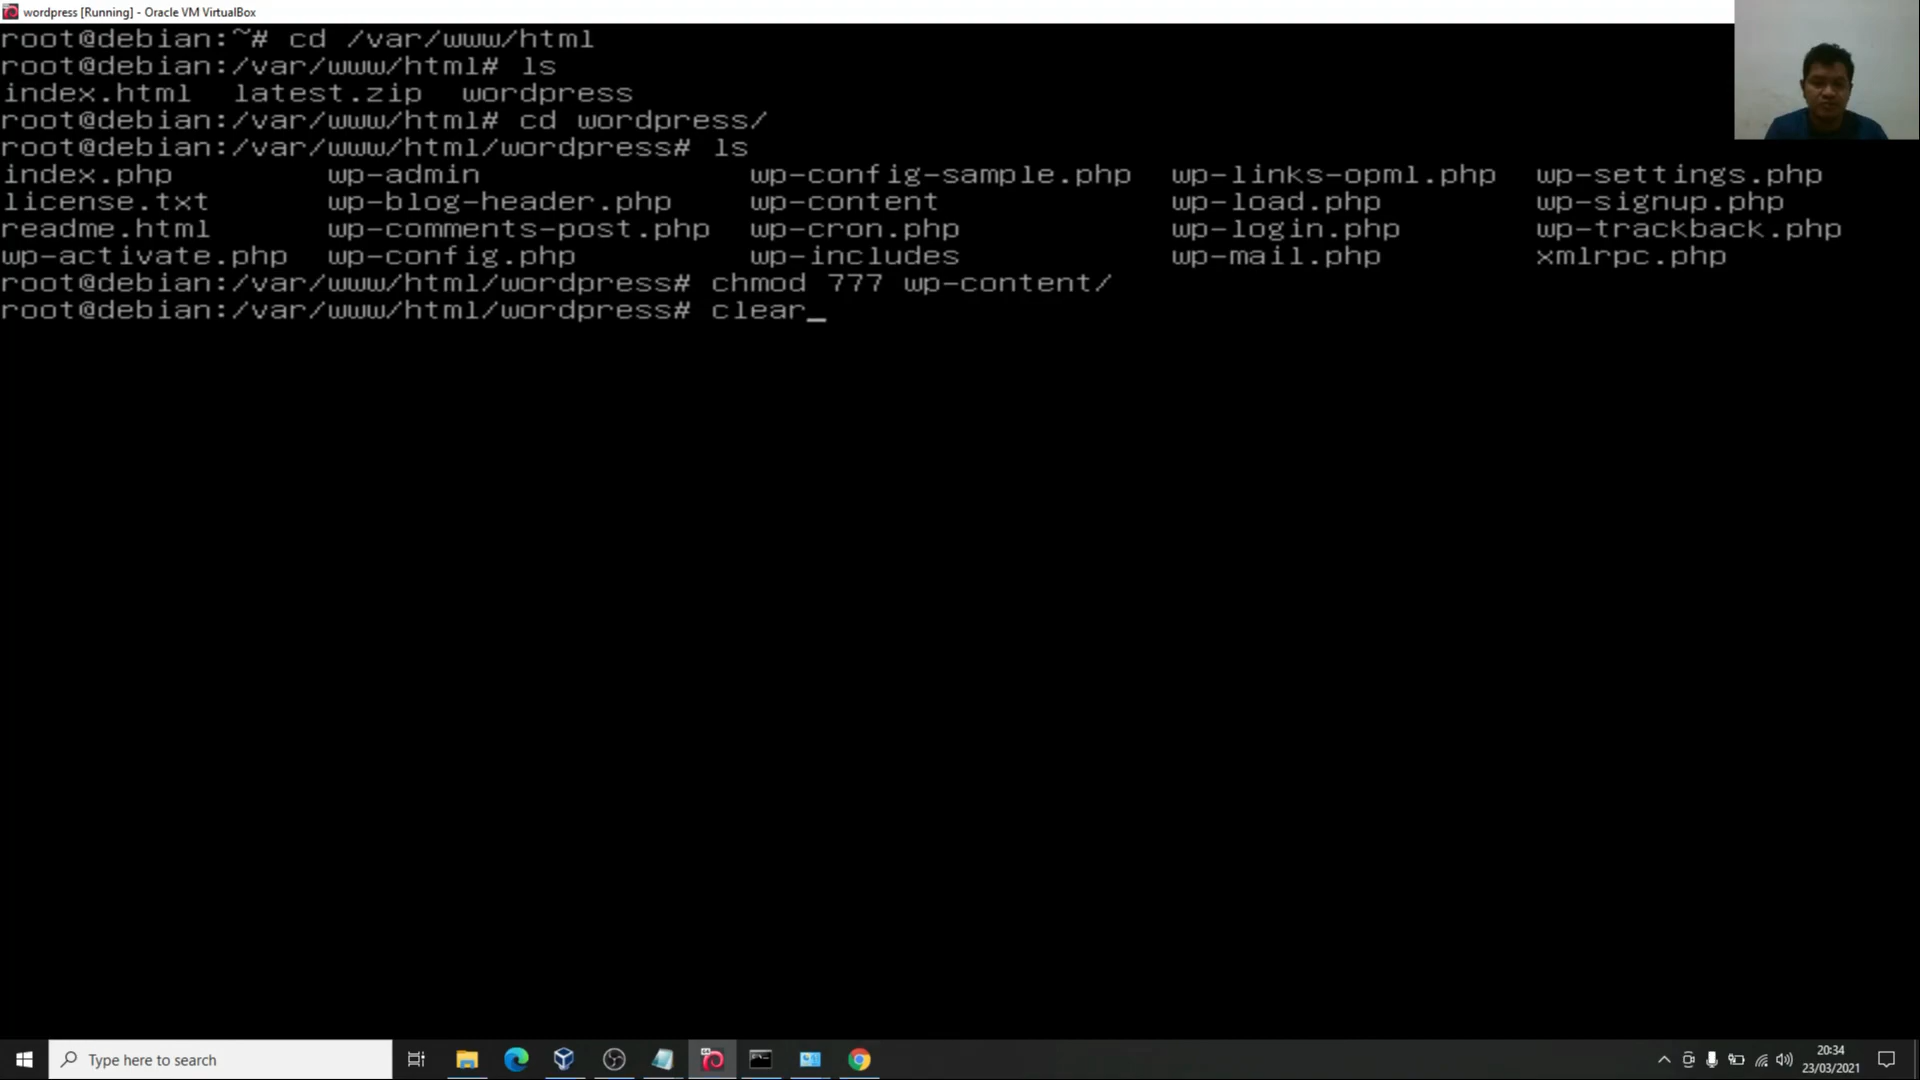 wordpress [Running] - Oracle VM VirtualBox
root@debian:~# cd /var/www/html
root@debian:/var/www/html# ls
index.html latest.zip wordpress
root@debian:/var/www/html# cd wordpress/
root@debian:/var/www/html/wordpress# ls
index.php wp-admin wp-config-sample.php wp-links-opml.php wp-settings.php
license.txt wp-blog-header.php wp-content wp-load.php wp-signup.php
readme.html wp-comments-post.php wp-cron.php wp-login.php wp-trackback.php
wp-activate.php wp-config.php wp-includes wp-mail.php xmlrpc.php
root@debian:/var/www/html/wordpress# chmod 777 wp-content/
root@debian:/var/www/html/wordpress# clear_
Type here to search
20:34
23/03/2021